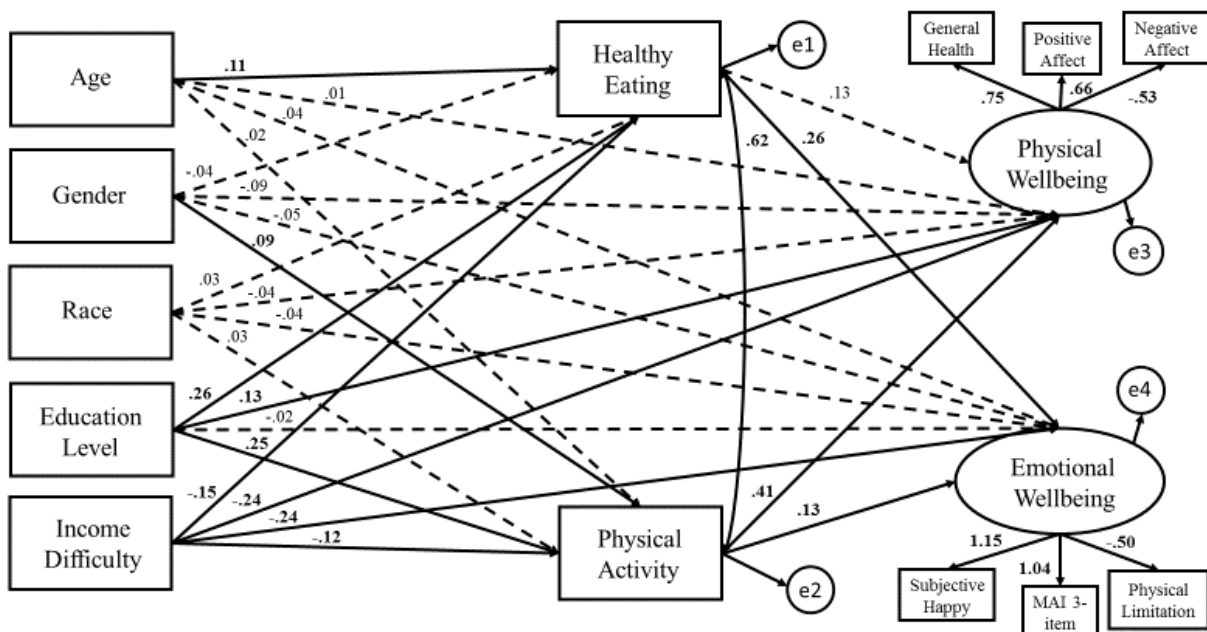 General
Health
Positive
Affect
Negative
Affect
Age
Healthy
Eating
e1
.11
.01
.04
.02
.13
.62
.26
.75
.66
-.53
Physical
Wellbeing
Gender
-.04
-.09
-.05
.09
e3
Race
.03
-.04
-.04
.03
Education
Level
.26
.13
-.02
.25
e4
Emotional
Wellbeing
Income
Difficulty
-.15
-.24
-.24
-.12
Physical
Activity
.41
.13
e2
1.15
1.04
-.50
Subjective
Happy
MAI 3-
item
Physical
Limitation